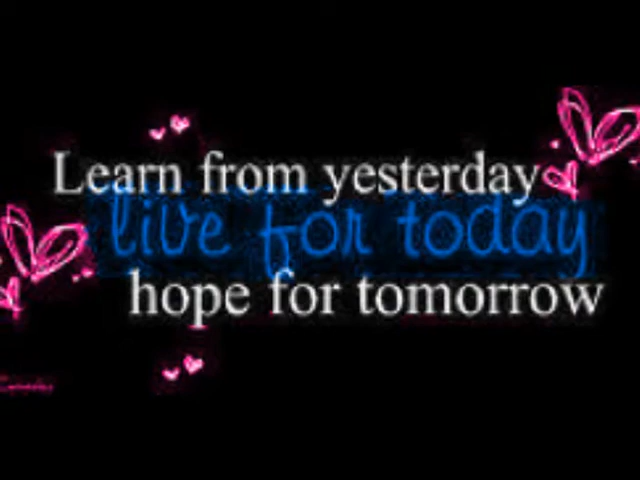 Learn from yesterday
live for today
hope for tomorrow